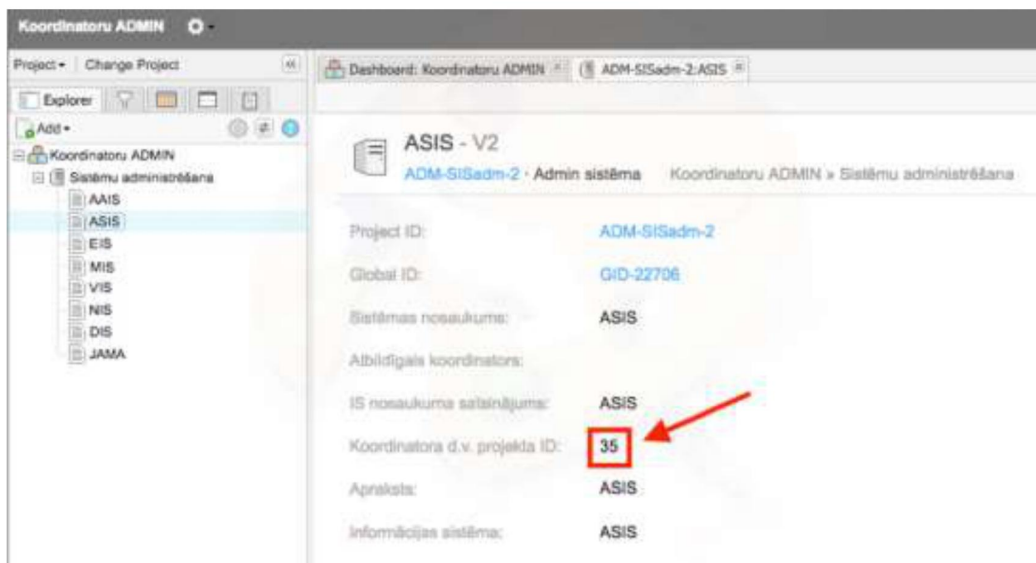 Koordinatoru ADMIN
Project Change Project
Explorer
Add
Koordinatoru ADMIN
Sistēmu administrēšana
AAIS
ASIS
EIS
MIS
VIS
NIS
DIS
JAMA
Dashboard: Koordinatoru ADMIN ADM-SISadm-2:ASIS
ASIS - V2
ADM-SISadm-2 · Admin sistēma Koordinatoru ADMIN » Sistēmu administrēšana
Project ID: ADM-SISadm-2
Global ID: GID-22706
Sistēmas nosaukums: ASIS
Atbildīgais koordinators:
IS nosaukuma saīsinājums: ASIS
Koordinatora d.v. projekta ID: 35
Apraksts: ASIS
Informācijas sistēma: ASIS